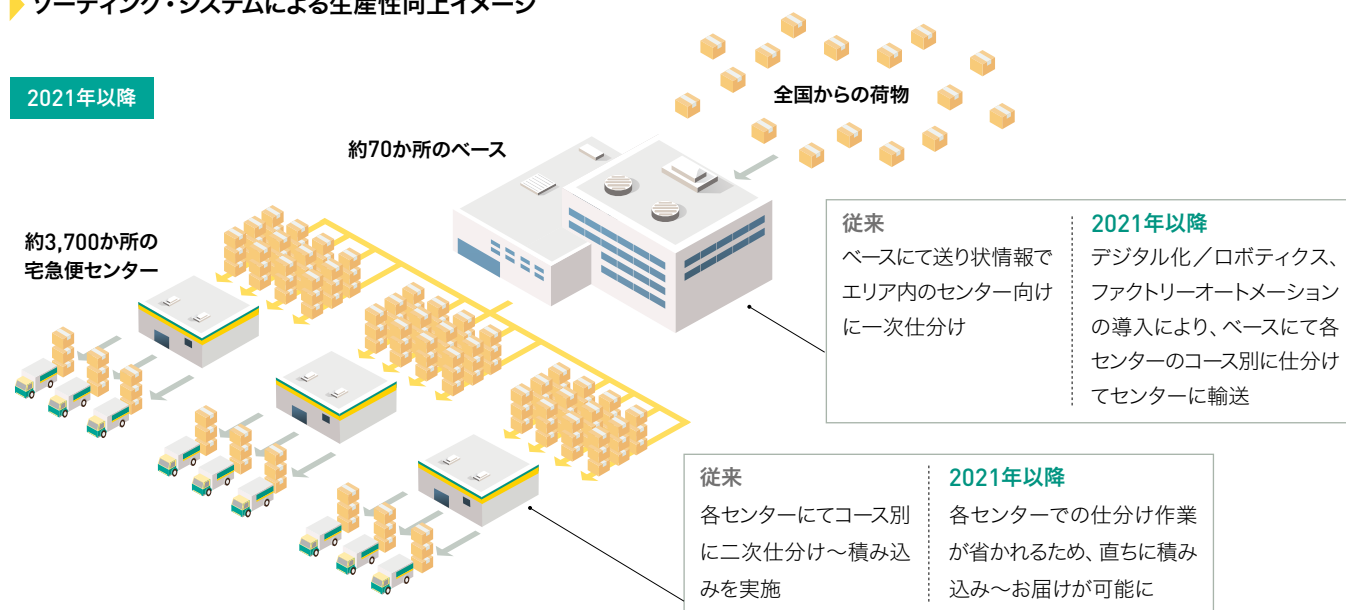 ソーティング・システムによる生産性向上イメージ
2021年以降
全国からの荷物
約70か所のベース
約3,700か所の
宅急便センター
従来
ベースにて送り状情報で
エリア内のセンター向け
に一次仕分け
2021年以降
デジタル化／ロボティクス、
ファクトリーオートメーション
の導入により、ベースにて各
センターのコース別に仕分け
てセンターに輸送
従来
各センターにてコース別
に二次仕分け～積み込
みを実施
2021年以降
各センターでの仕分け作業
が省かれるため、直ちに積み
込み～お届けが可能に